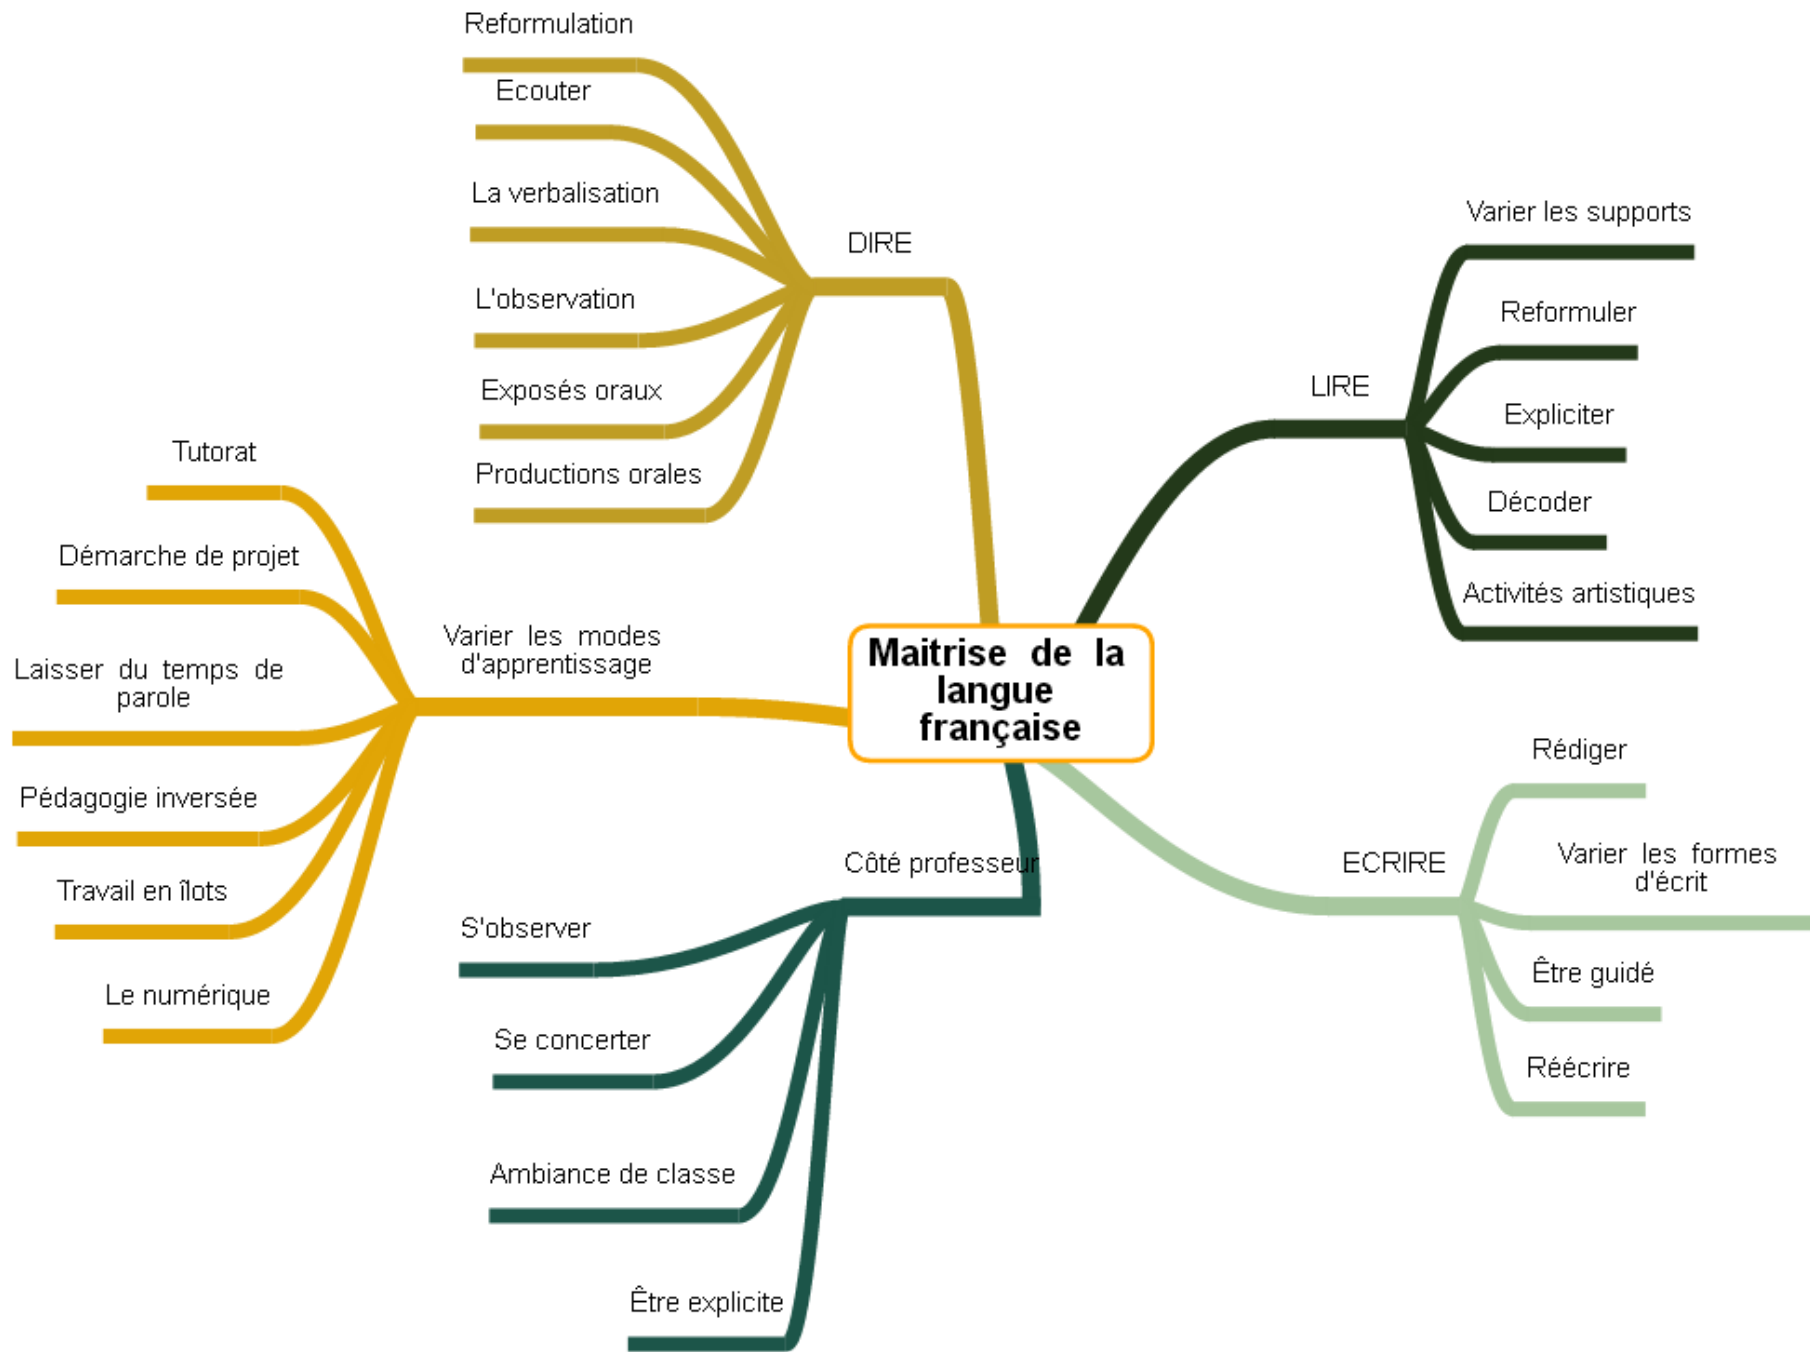 Reformulation
Ecouter
La verbalisation
L'observation
Exposés oraux
Productions orales
DIRE
Varier les supports
Reformuler
Expliciter
Décoder
Activités artistiques
LIRE
Tutorat
Démarche de projet
Laisser du temps de
parole
Pédagogie inversée
Travail en îlots
Le numérique
Varier les modes
d'apprentissage
Maitrise de la
langue
française
Rédiger
Varier les formes
d'écrit
Être guidé
Réécrire
ECRIRE
Côté professeur
S'observer
Se concerter
Ambiance de classe
Être explicite